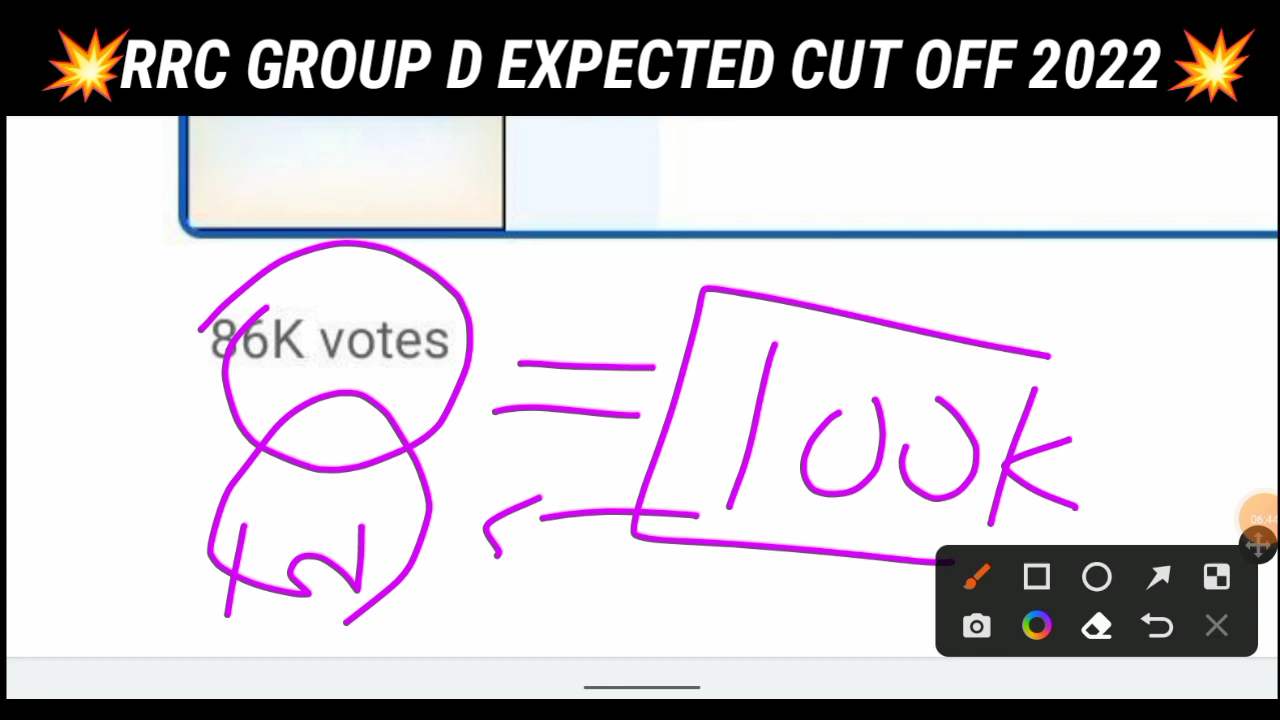 💥RRC GROUP D EXPECTED CUT OFF 2022💥
86K votes
=
100k